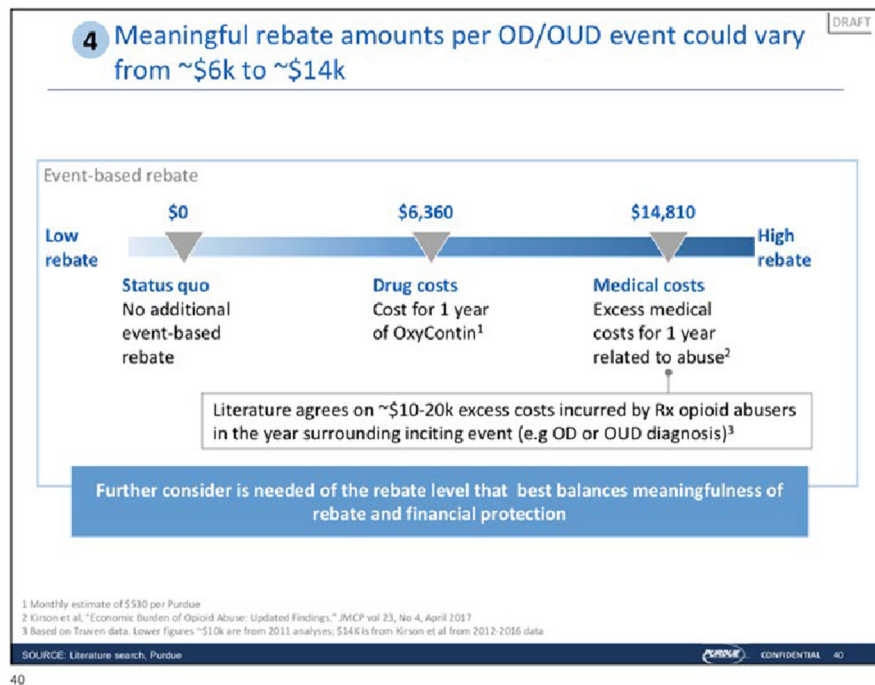 DRAFT
4 Meaningful rebate amounts per OD/OUD event could vary
from ~$6k to ~$14k
Event-based rebate
$0 $6,360 $14,810
Low
rebate
High
rebate
Status quo
No additional
event-based
rebate
Drug costs
Cost for 1 year
of OxyContin¹
Medical costs
Excess medical
costs for 1 year
related to abuse²
Literature agrees on ~$10-20k excess costs incurred by Rx opioid abusers
in the year surrounding inciting event (e.g OD or OUD diagnosis)³
Further consider is needed of the rebate level that best balances meaningfulness of
rebate and financial protection
1 Monthly estimate of $530 per Purdue
2 Kirson et al, "Economic Burden of Opioid Abuse: Updated Findings." JMCP vol 23, No 4, April 2017
3 Based on Truven data. Lower figures ~$10k are from 2011 analyses; $14K is from Kirson et al from 2012-2016 data
SOURCE: Literature search, Purdue
PURDUE CONFIDENTIAL 40
40